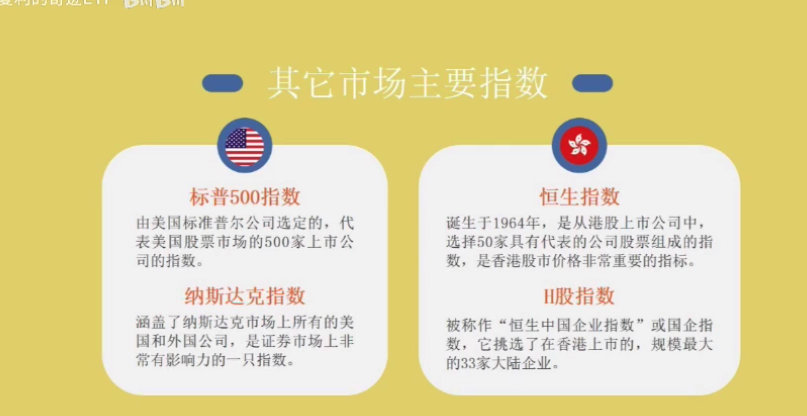 复利的奇迹ETF bilibili
其它市场主要指数
标普500指数
由美国标准普尔公司选定的，代
表美国股票市场的500家上市公
司的指数。
纳斯达克指数
涵盖了纳斯达克市场上所有的美
国和外国公司，是证券市场上非
常有影响力的一只指数。
恒生指数
诞生于1964年，是从港股上市公司中，
选择50家具有代表的公司股票组成的指
数，是香港股市价格非常重要的指标。
H股指数
被称作“恒生中国企业指数”或国企指
数，它挑选了在香港上市的，规模最大
的33家大陆企业。